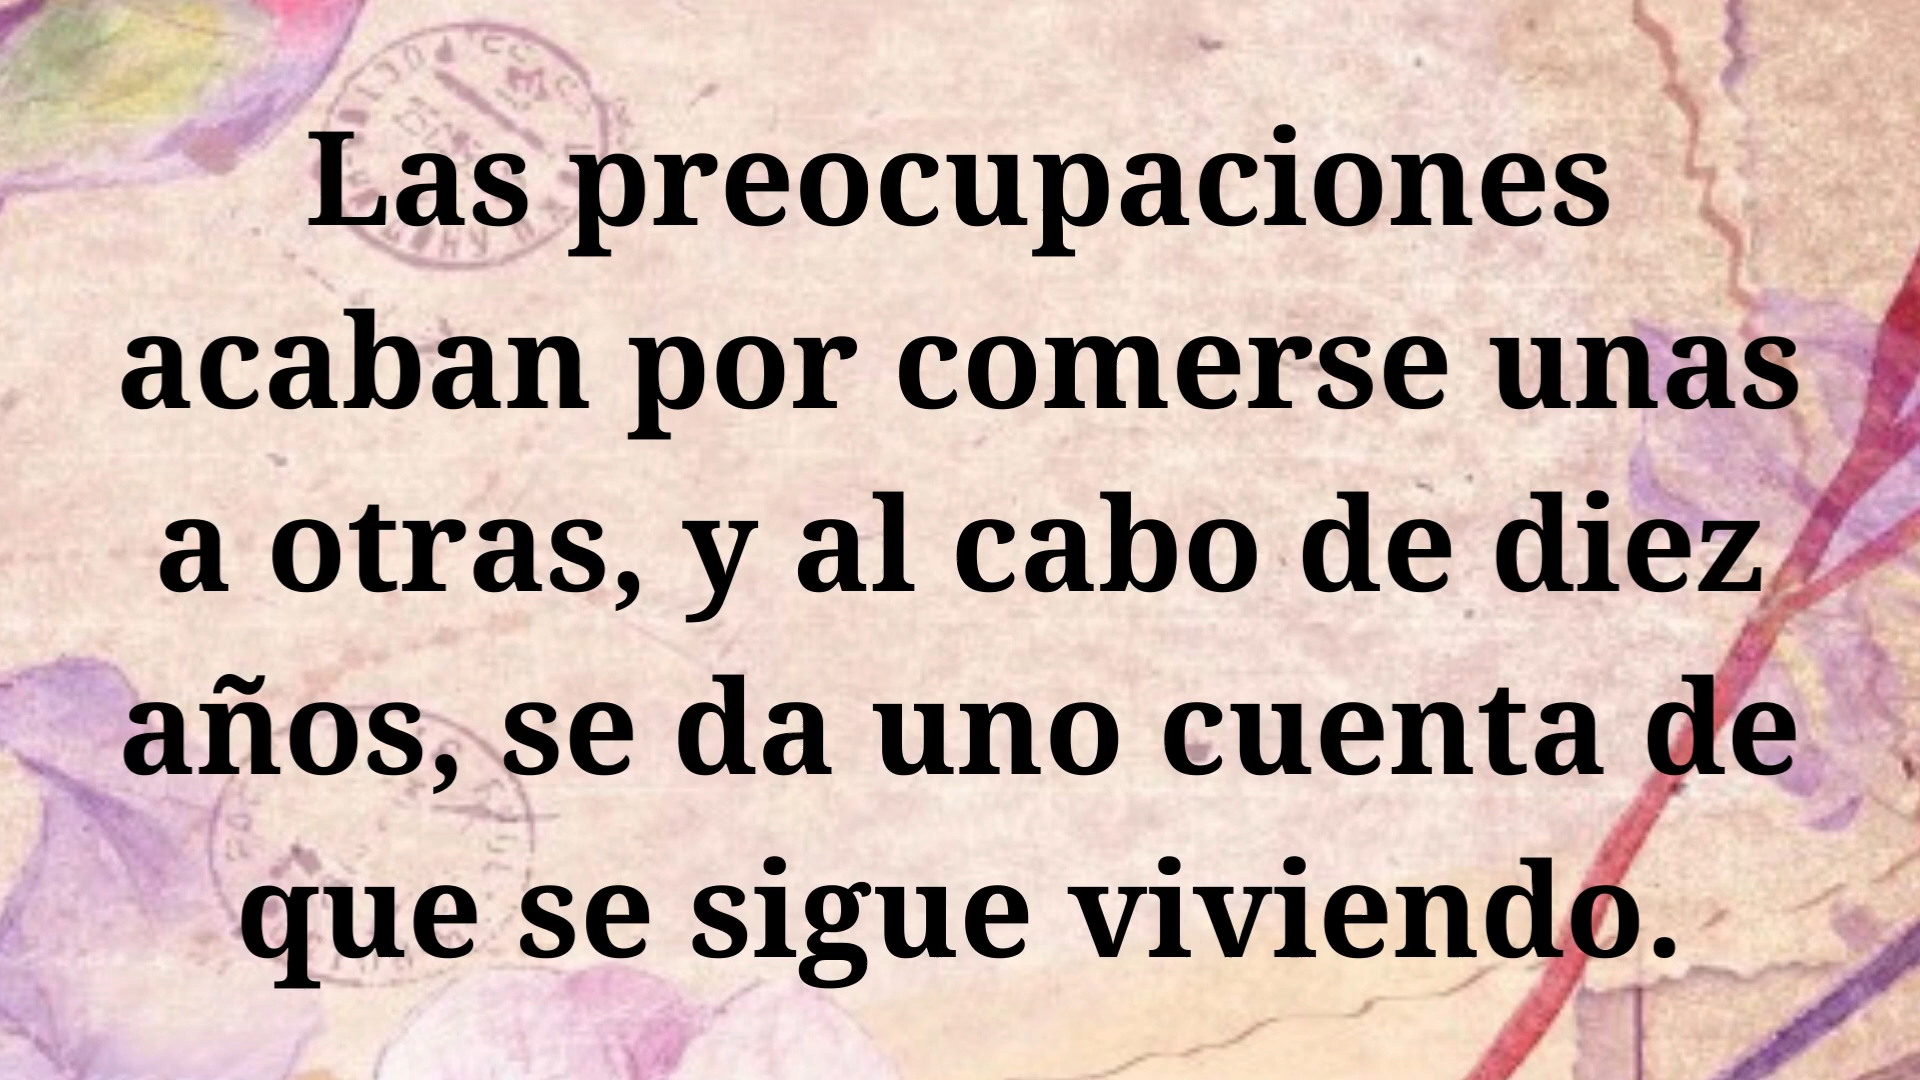 Las preocupaciones
acaban por comerse unas
a otras, y al cabo de diez
años, se da uno cuenta de
que se sigue viviendo.